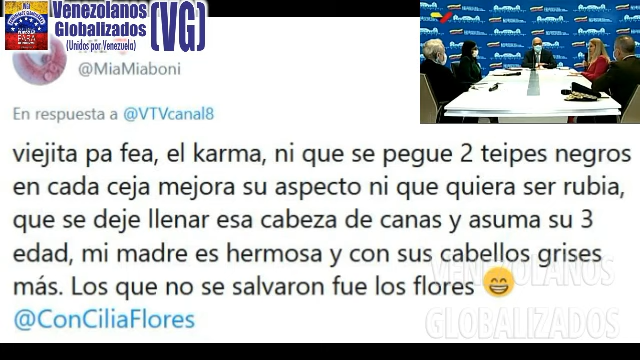 Venezolanos
Globalizados
(Unidos por Venezuela)
(VG)
@MiaMiaboni
En respuesta a @VTVcanal8
viejita pa fea, el karma, ni que se pegue 2 teipes negros
en cada ceja mejora su aspecto ni que quiera ser rubia,
que se deje llenar esa cabeza de canas y asuma su 3
edad, mi madre es hermosa y con sus cabellos grises
más. Los que no se salvaron fue los flores 😁
@ConCiliaFlores
VENEZOLANOS
GLOBALIZADOS